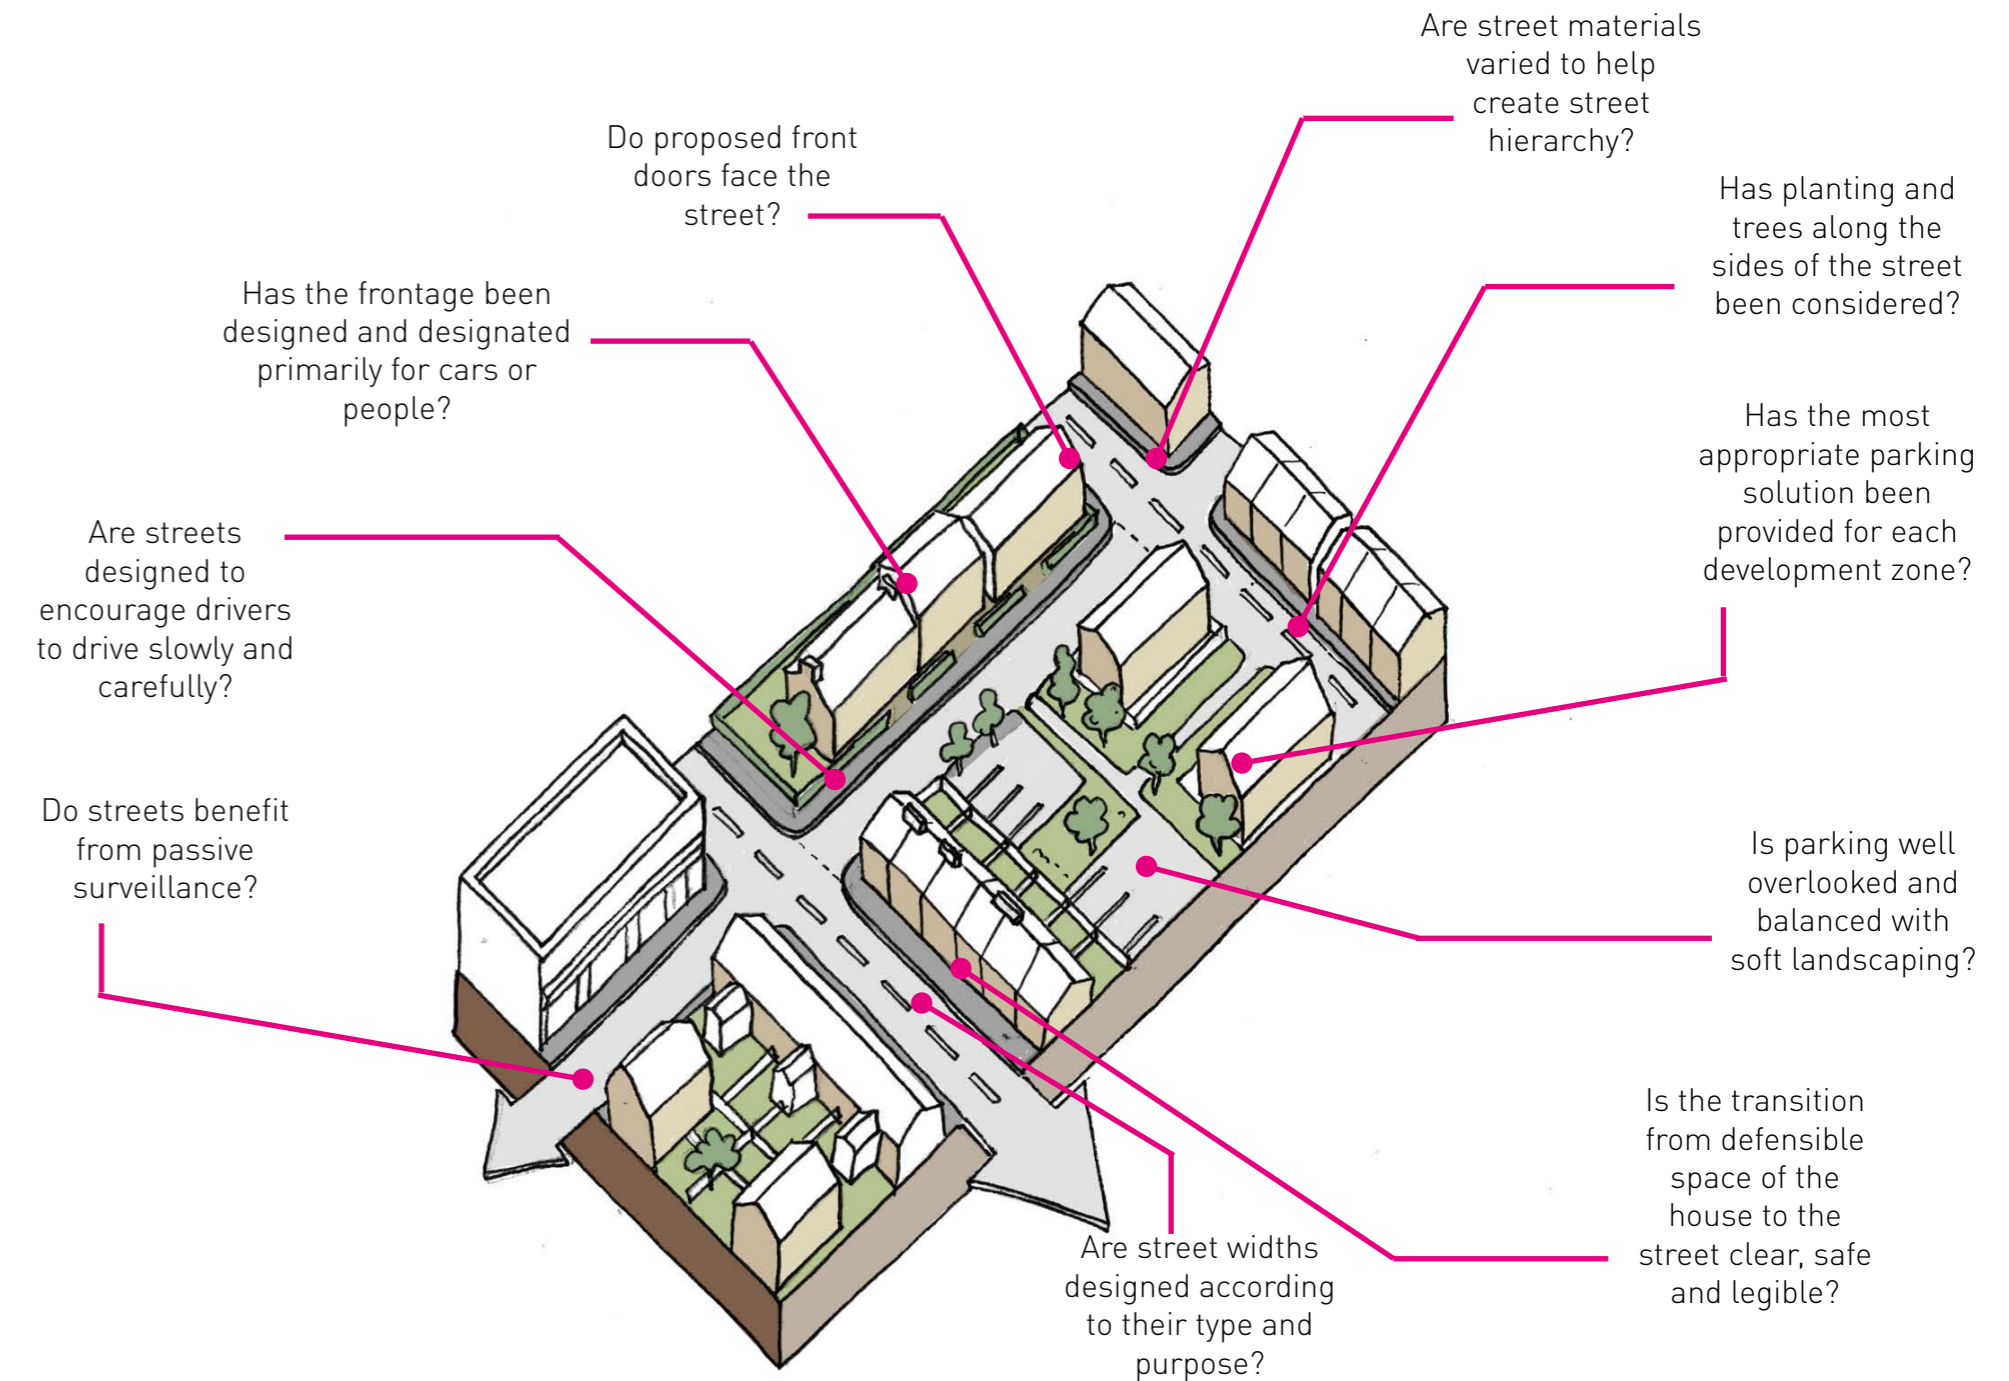 Are street materials
varied to help
create street
hierarchy?
Do proposed front
doors face the
street?
Has planting and
trees along the
sides of the street
been considered?
Has the frontage been
designed and designated
primarily for cars or
people?
Has the most
appropriate parking
solution been
provided for each
development zone?
Are streets
designed to
encourage drivers
to drive slowly and
carefully?
Do streets benefit
from passive
surveillance?
Is parking well
overlooked and
balanced with
soft landscaping?
Is the transition
from defensible
space of the
house to the
street clear, safe
and legible?
Are street widths
designed according
to their type and
purpose?